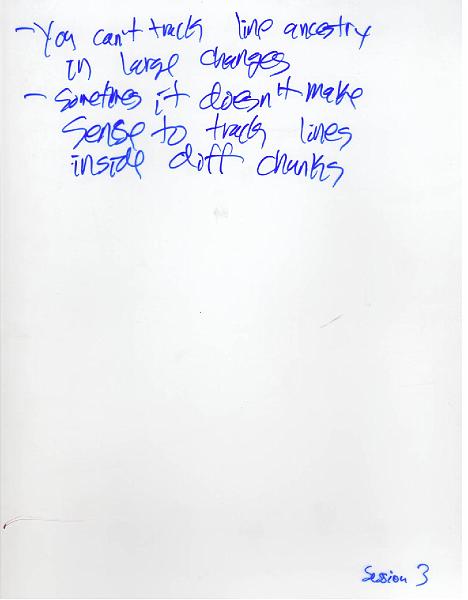 - You can't track line ancestry
in large changes
- Sometimes it doesn't make
sense to track lines
inside diff chunks
Session 3